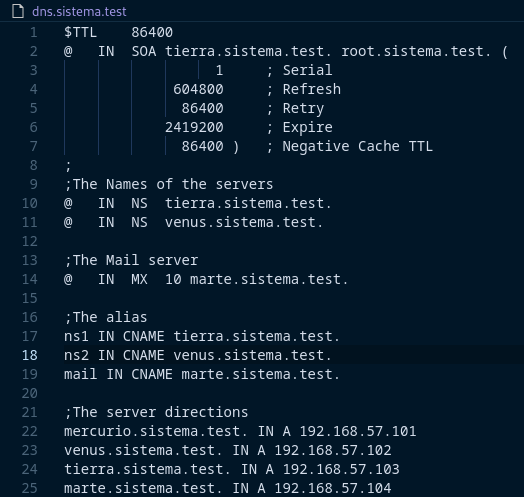 dns.sistema.test
1 $TTL    86400
2 @   IN  SOA tierra.sistema.test. root.sistema.test. (
3                   1     ; Serial
4              604800     ; Refresh
5               86400     ; Retry
6             2419200     ; Expire
7               86400 )   ; Negative Cache TTL
8 ;
9 ;The Names of the servers
10 @   IN  NS  tierra.sistema.test.
11 @   IN  NS  venus.sistema.test.
12
13 ;The Mail server
14 @   IN  MX  10 marte.sistema.test.
15
16 ;The alias
17 ns1 IN CNAME tierra.sistema.test.
18 ns2 IN CNAME venus.sistema.test.
19 mail IN CNAME marte.sistema.test.
20
21 ;The server directions
22 mercurio.sistema.test. IN A 192.168.57.101
23 venus.sistema.test. IN A 192.168.57.102
24 tierra.sistema.test. IN A 192.168.57.103
25 marte.sistema.test. IN A 192.168.57.104